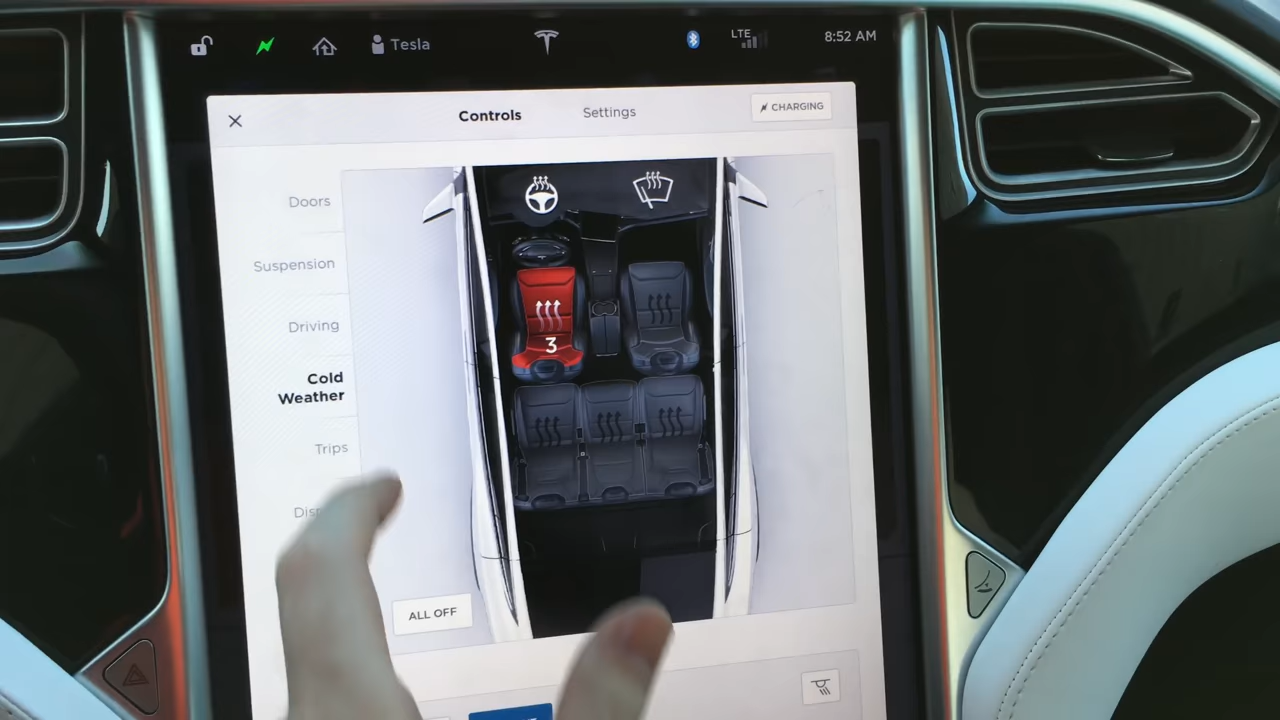 Tesla
LTE
8:52 AM
Controls
Settings
CHARGING
Doors
Suspension
Driving
Cold
Weather
Trips
3
ALL OFF